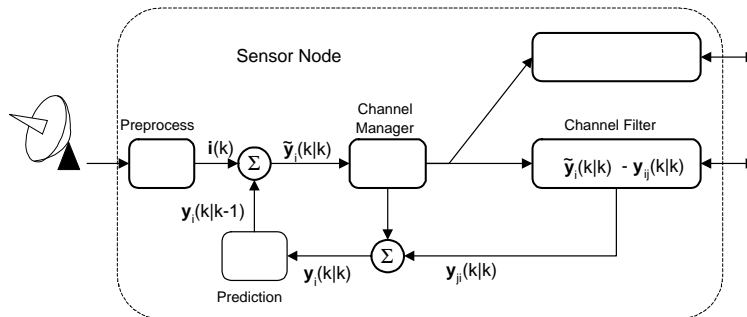 Sensor Node
Channel
Manager
Preprocess
Channel Filter
i(k)
Σ
ỹi(k|k)
ỹi(k|k) - yij(k|k)
yi(k|k-1)
Σ
yi(k|k)
yji(k|k)
Prediction